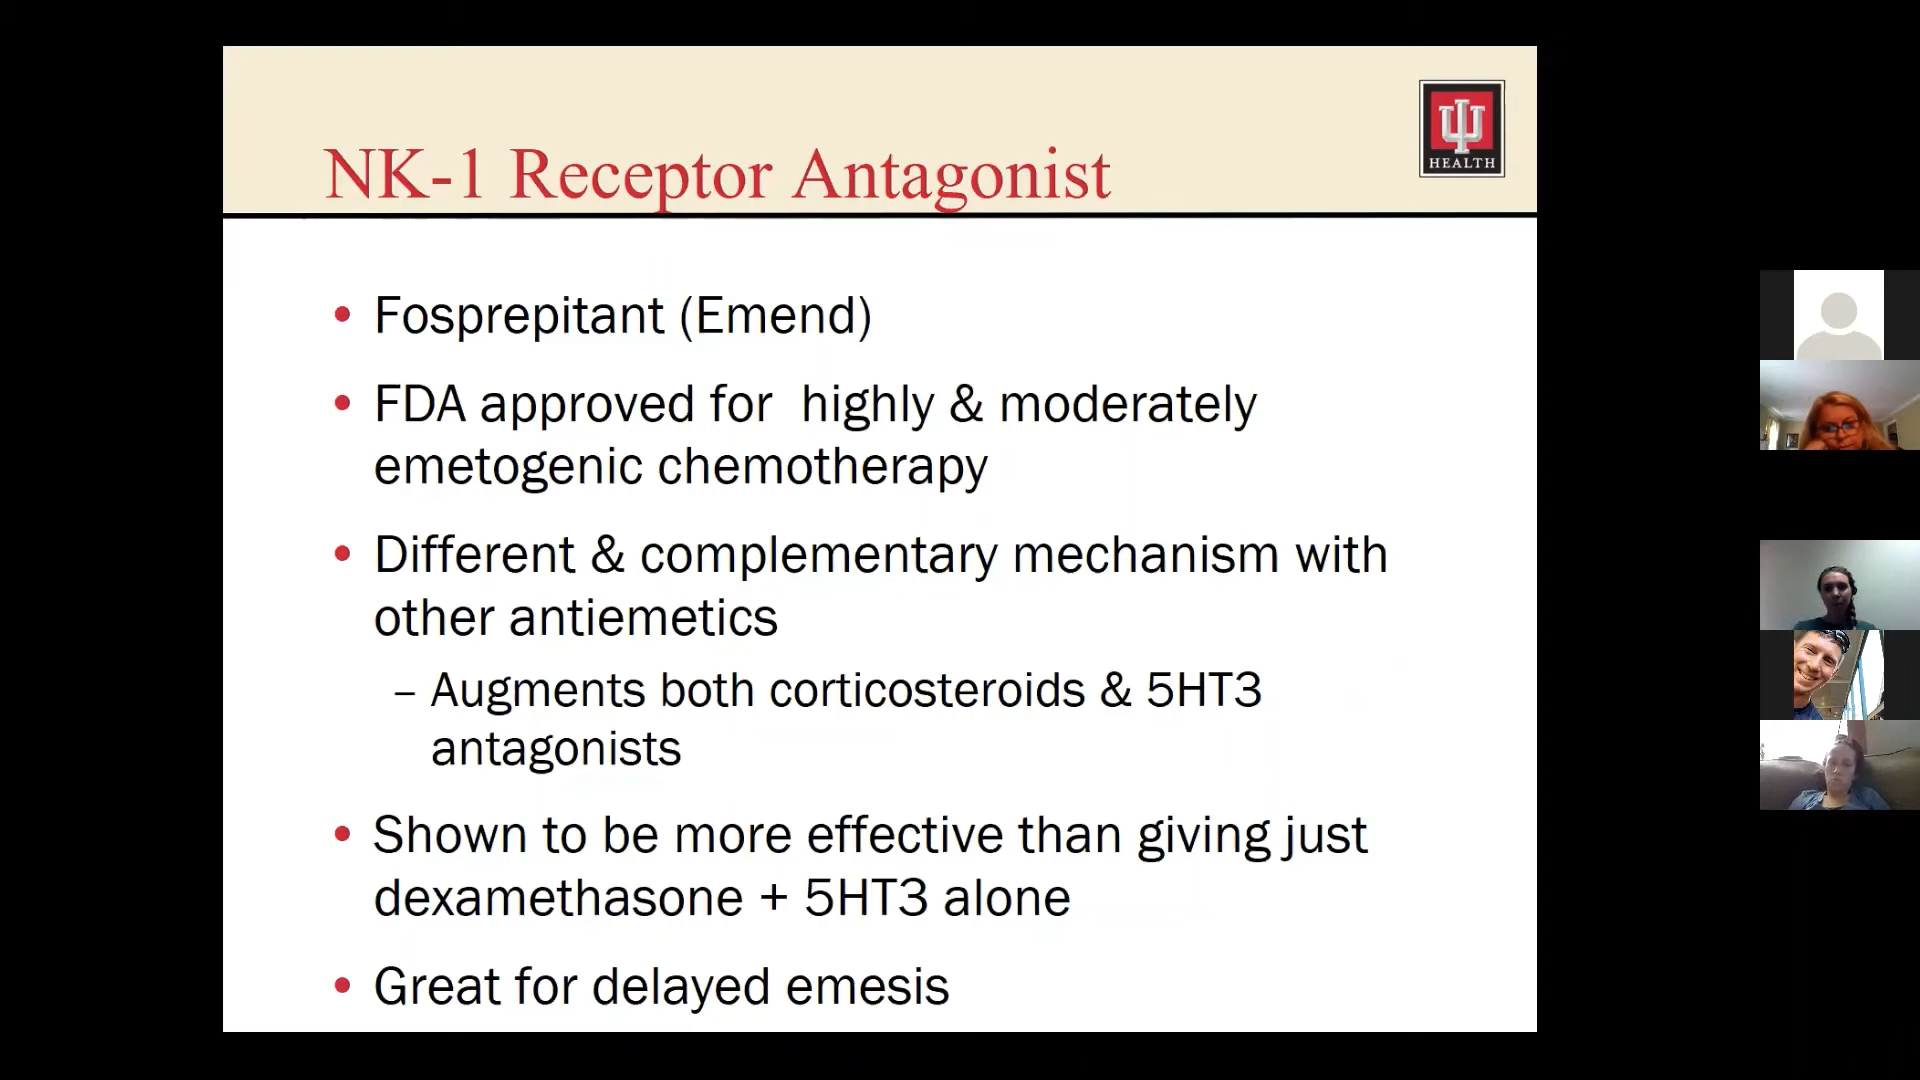 NK-1 Receptor Antagonist
HEALTH
• Fosprepitant (Emend)
• FDA approved for highly & moderately
emetogenic chemotherapy
• Different & complementary mechanism with
other antiemetics
– Augments both corticosteroids & 5HT3
antagonists
• Shown to be more effective than giving just
dexamethasone + 5HT3 alone
• Great for delayed emesis